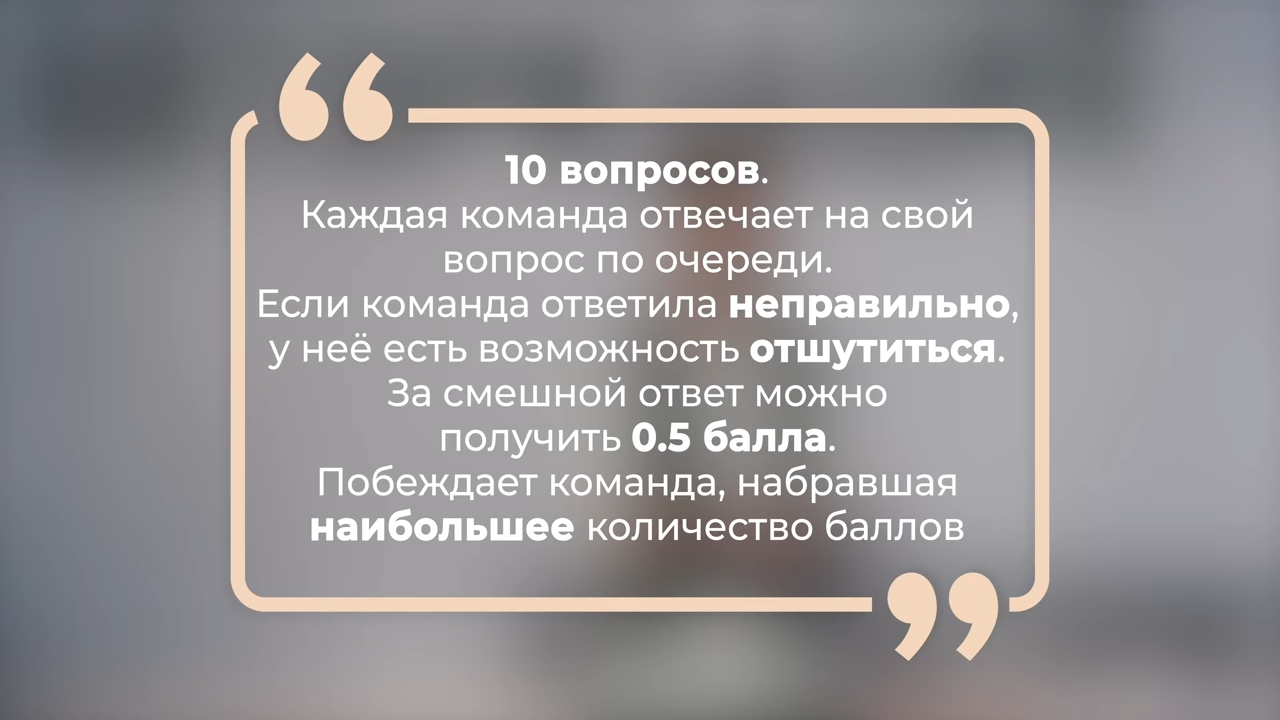 10 вопросов.
Каждая команда отвечает на свой
вопрос по очереди.
Если команда ответила неправильно,
у неё есть возможность отшутиться.
За смешной ответ можно
получить 0.5 балла.
Побеждает команда, набравшая
наибольшее количество баллов